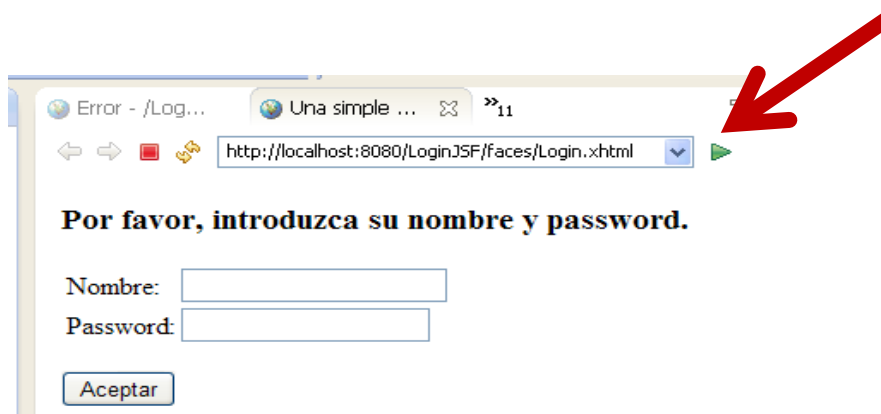 Error - /Log...
Una simple ...
»11
http://localhost:8080/LoginJSF/faces/Login.xhtml
Por favor, introduzca su nombre y password.
Nombre:
Password:
Aceptar